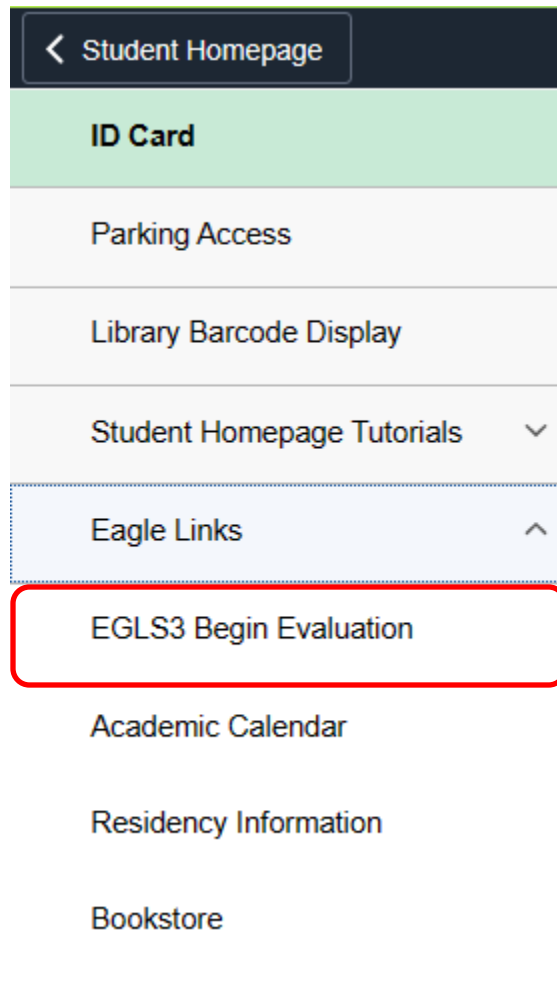 Student Homepage
ID Card
Parking Access
Library Barcode Display
Student Homepage Tutorials
Eagle Links
EGLS3 Begin Evaluation
Academic Calendar
Residency Information
Bookstore